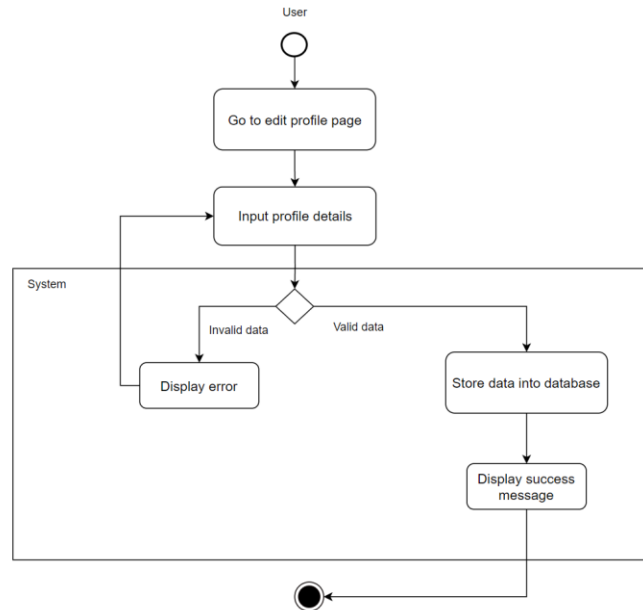 User
Go to edit profile page
Input profile details
System
Invalid data
Valid data
Display error
Store data into database
Display success
message